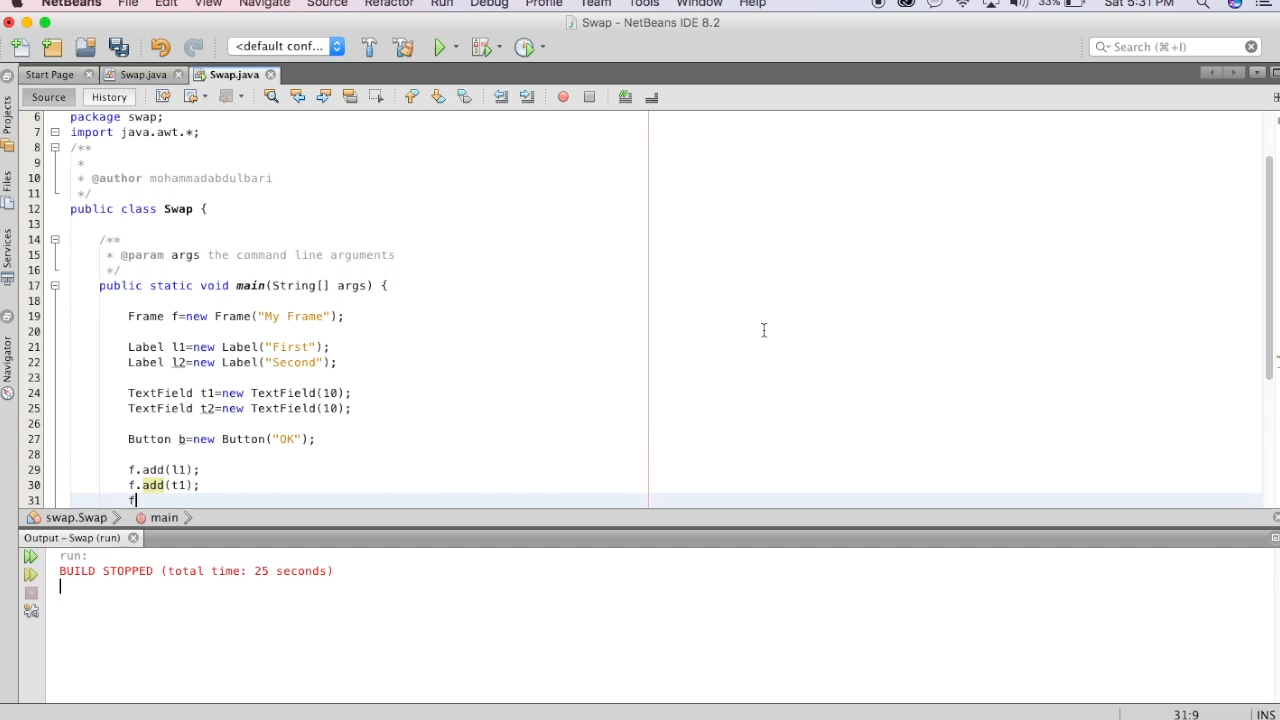 NetBeans File Edit View Navigate Source Refactor Run Debug Profile Team Tools Window Help 33% Sat 5:31 PM
Swap - NetBeans IDE 8.2
<default conf... Search (⌘+I)
Start Page Swap.java Swap.java
Source History
6 package swap;
7 import java.awt.*;
8 /**
9 *
10 * @author mohammadabdulbari
11 */
12 public class Swap {
13
14 /**
15 * @param args the command line arguments
16 */
17 public static void main(String[] args) {
18
19 Frame f=new Frame("My Frame");
20
21 Label l1=new Label("First");
22 Label l2=new Label("Second");
23
24 TextField t1=new TextField(10);
25 TextField t2=new TextField(10);
26
27 Button b=new Button("OK");
28
29 f.add(l1);
30 f.add(t1);
31 f
Projects
Files
Services
Navigator
swap.Swap main
Output – Swap (run)
run:
BUILD STOPPED (total time: 25 seconds)
31:9 INS